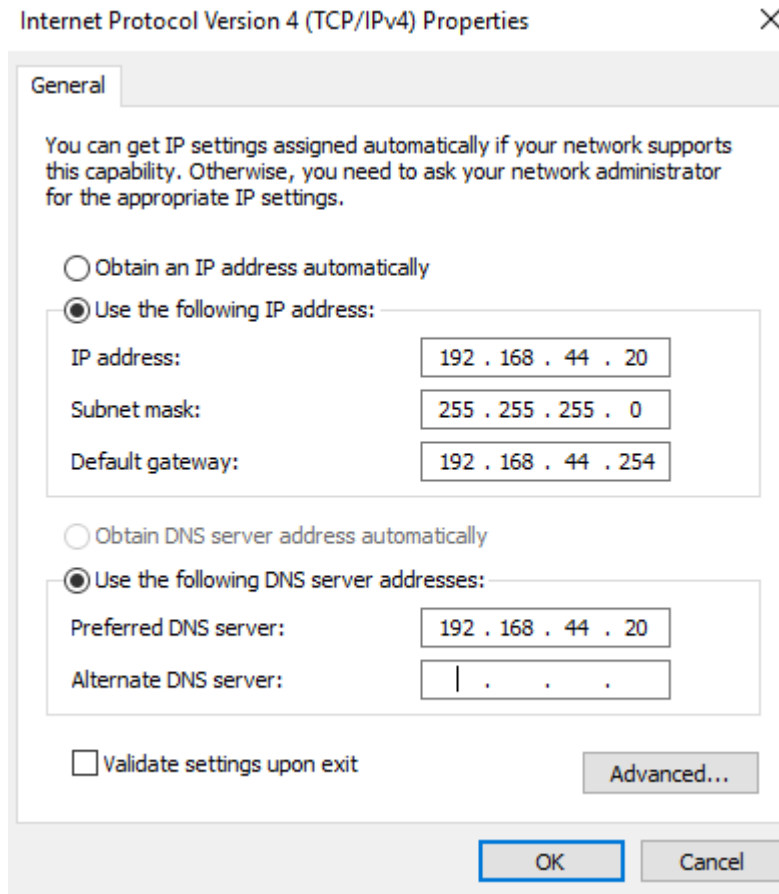 Internet Protocol Version 4 (TCP/IPv4) Properties
General
You can get IP settings assigned automatically if your network supports
this capability. Otherwise, you need to ask your network administrator
for the appropriate IP settings.
Obtain an IP address automatically
Use the following IP address:
IP address: 192 . 168 . 44 . 20
Subnet mask: 255 . 255 . 255 . 0
Default gateway: 192 . 168 . 44 . 254
Obtain DNS server address automatically
Use the following DNS server addresses:
Preferred DNS server: 192 . 168 . 44 . 20
Alternate DNS server: . . .
Validate settings upon exit
Advanced...
OK Cancel